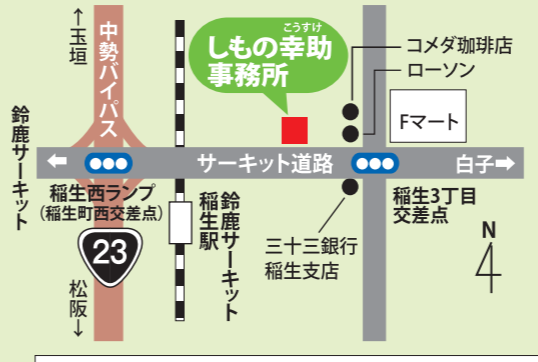 ↑玉垣
中勢バイパス
こうすけ
しもの幸助
事務所
コメダ珈琲店
ローソン
Fマート
鈴鹿サーキット
←
サーキット道路
白子→
稲生西ランプ
(稲生町西交差点)
23
松阪↓
鈴鹿サーキット
稲生駅
三十三銀行
稲生支店
稲生3丁目
交差点
N